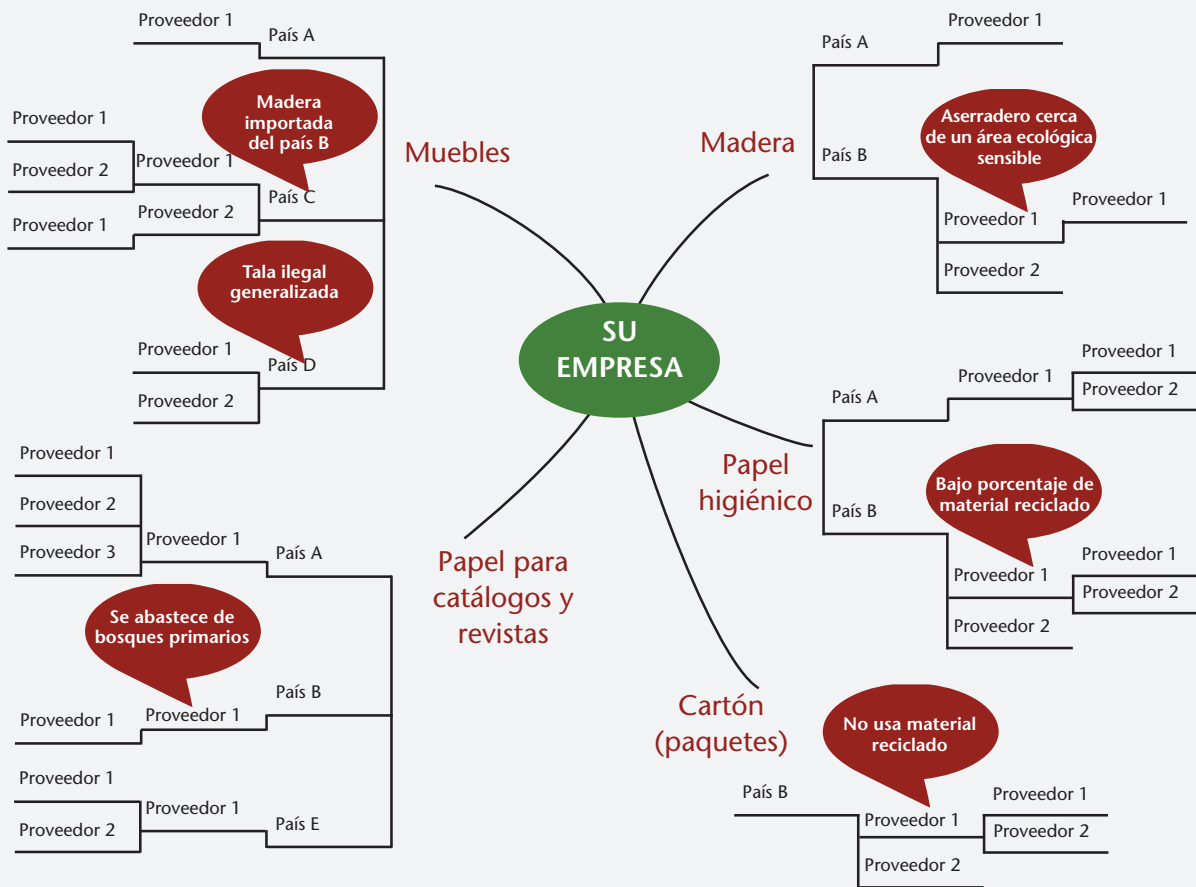 Proveedor 1
País A
Madera
importada
del país B
Proveedor 1
Proveedor 2
Proveedor 1
País C
Proveedor 1
Proveedor 2
Tala ilegal
generalizada
Proveedor 1
País D
Proveedor 2
Muebles
Madera
País A
Proveedor 1
Aserradero cerca
de un área ecológica
sensible
País B
Proveedor 1
Proveedor 1
Proveedor 2
SU
EMPRESA
Papel
higiénico
País A
Proveedor 1
Proveedor 1
Proveedor 2
Bajo porcentaje de
material reciclado
País B
Proveedor 1
Proveedor 1
Proveedor 2
Proveedor 2
Papel para
catálogos y
revistas
Proveedor 1
Proveedor 2
Proveedor 3
Proveedor 1
País A
Se abastece de
bosques primarios
Proveedor 1
Proveedor 1
País B
Proveedor 1
Proveedor 2
Proveedor 1
País E
Cartón
(paquetes)
No usa material
reciclado
País B
Proveedor 1
Proveedor 1
Proveedor 2
Proveedor 2